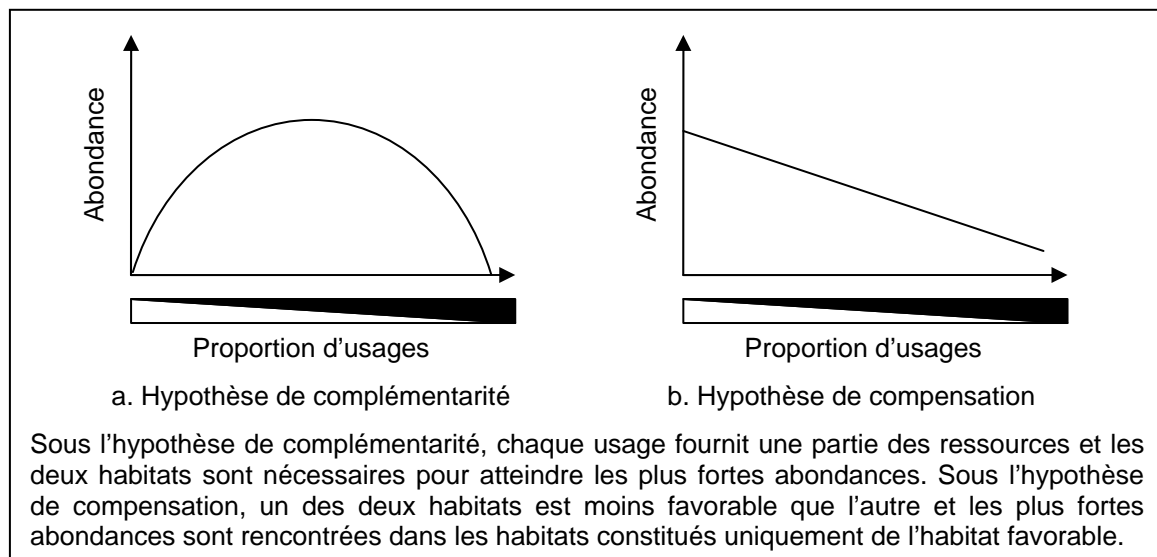 Abondance
Abondance
Proportion d'usages
Proportion d'usages
a. Hypothèse de complémentarité
b. Hypothèse de compensation
Sous l'hypothèse de complémentarité, chaque usage fournit une partie des ressources et les
deux habitats sont nécessaires pour atteindre les plus fortes abondances. Sous l'hypothèse
de compensation, un des deux habitats est moins favorable que l'autre et les plus fortes
abondances sont rencontrées dans les habitats constitués uniquement de l'habitat favorable.